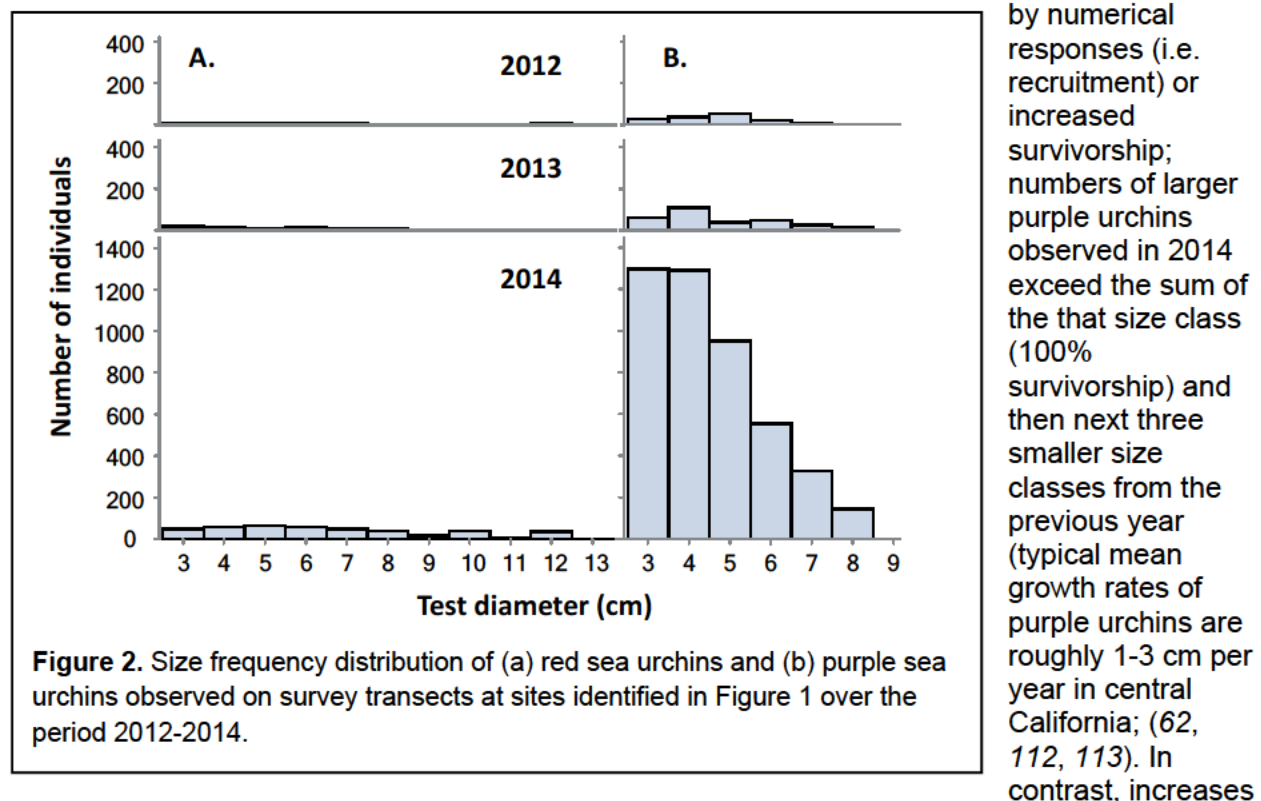 400
200
A.
2012
B.
400
200
2013
Number of individuals
1400
1200
1000
800
600
400
200
0
2014
3 4 5 6 7 8 9 10 11 12 13 3 4 5 6 7 8 9
Test diameter (cm)
Figure 2. Size frequency distribution of (a) red sea urchins and (b) purple sea
urchins observed on survey transects at sites identified in Figure 1 over the
period 2012-2014.
by numerical
responses (i.e.
recruitment) or
increased
survivorship;
numbers of larger
purple urchins
observed in 2014
exceed the sum of
the that size class
(100%
survivorship) and
then next three
smaller size
classes from the
previous year
(typical mean
growth rates of
purple urchins are
roughly 1-3 cm per
year in central
California; (62,
112, 113). In
contrast, increases